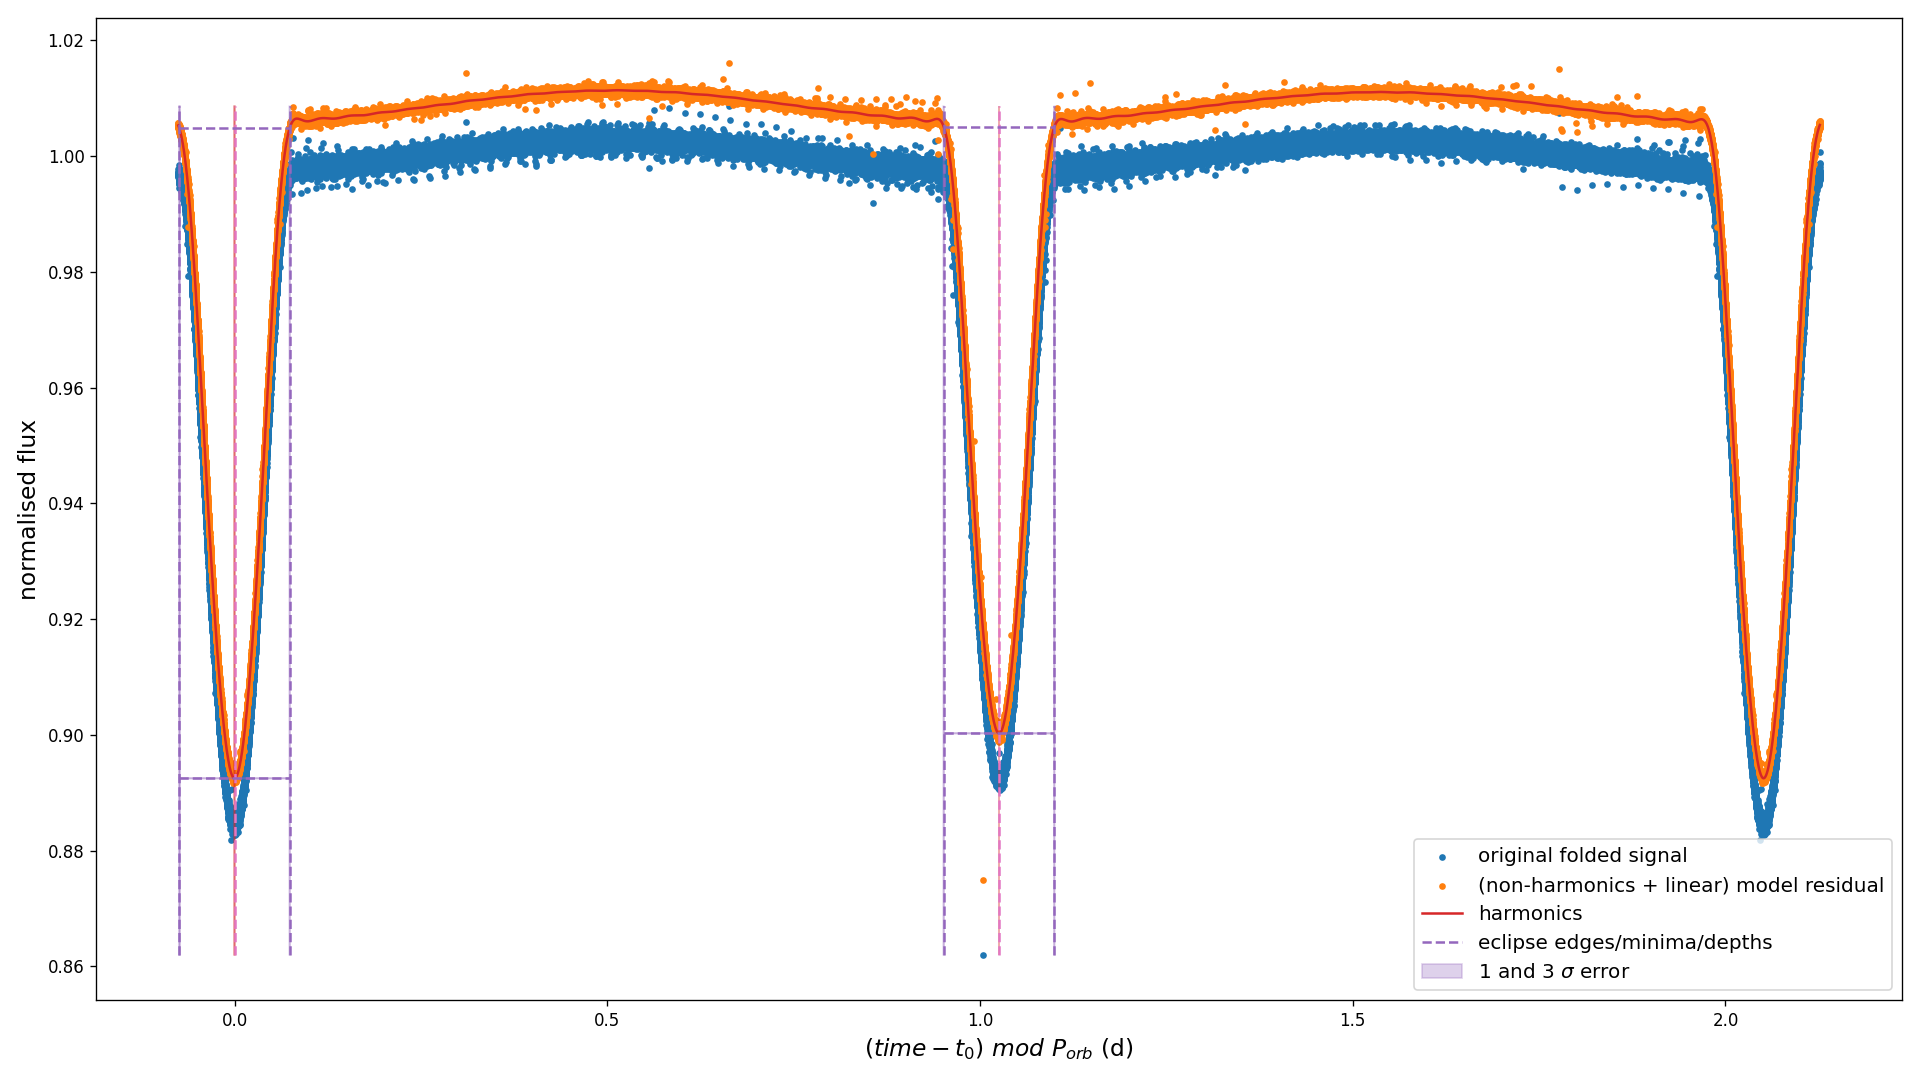 1.02
1.00
0.98
0.96
0.94
0.92
0.90
0.88
0.86
normalised flux
0.0
0.5
1.0
1.5
2.0
(time − t₀) mod Pₒᵣb (d)
original folded signal
(non-harmonics + linear) model residual
harmonics
eclipse edges/minima/depths
1 and 3 σ error